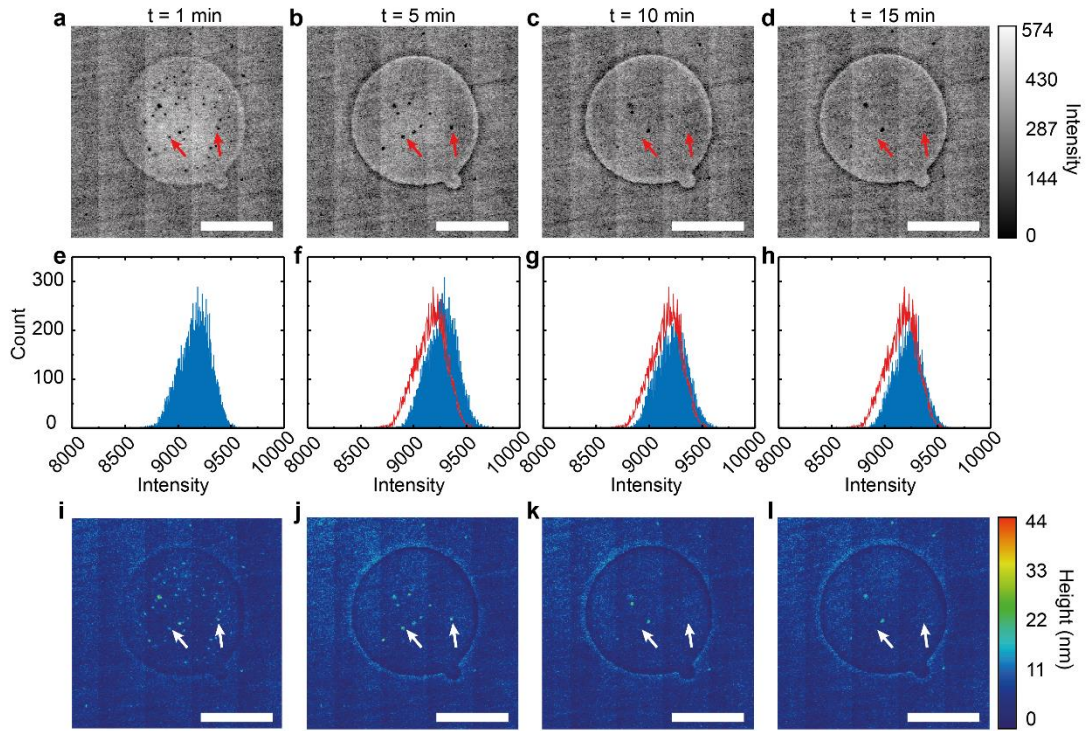 a t = 1 min b t = 5 min c t = 10 min d t = 15 min
574
430
287
144
0
Intensity
e f g h
300
200
100
0
Count
8000 8500 9000 9500 10000 8000 8500 9000 9500 10000 8000 8500 9000 9500 10000 8000 8500 9000 9500 10000
Intensity Intensity Intensity Intensity
i j k l
44
33
22
11
0
Height (nm)